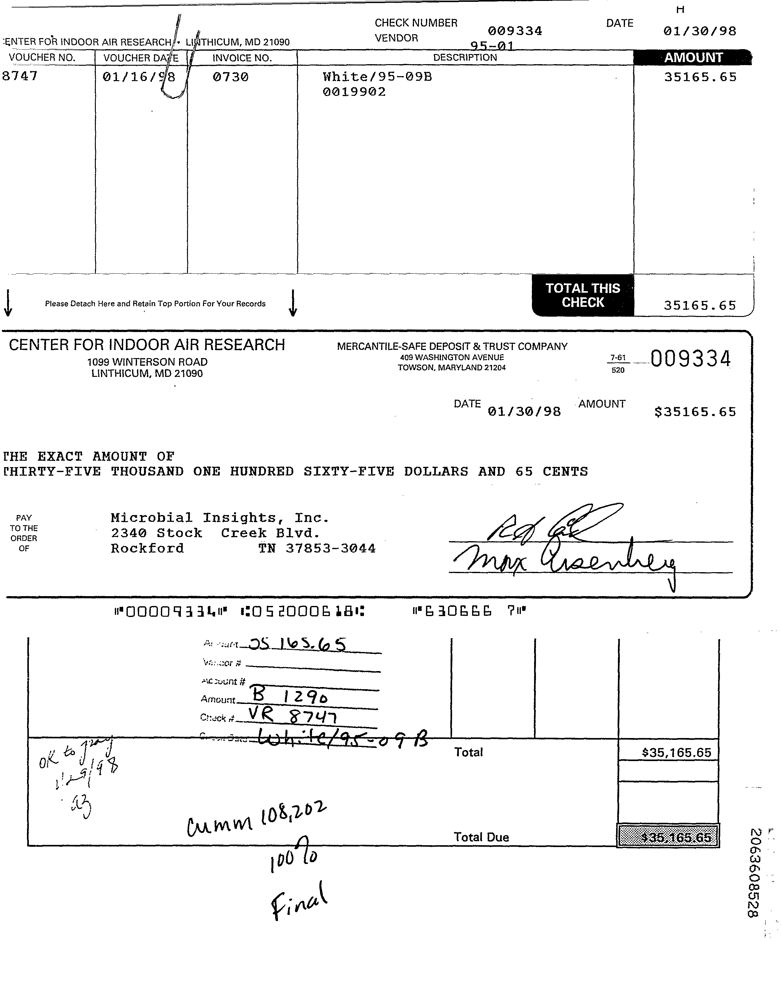 H
CHECK NUMBER 009334 DATE 01/30/98
VENDOR 95-01
CENTER FOR INDOOR AIR RESEARCH • LINTHICUM, MD 21090
VOUCHER NO. VOUCHER DATE INVOICE NO. DESCRIPTION AMOUNT
8747 01/16/98 0730 White/95-09B 35165.65
0019902
TOTAL THIS
CHECK 35165.65
Please Detach Here and Retain Top Portion For Your Records
CENTER FOR INDOOR AIR RESEARCH
1099 WINTERSON ROAD
LINTHICUM, MD 21090
MERCANTILE-SAFE DEPOSIT & TRUST COMPANY
409 WASHINGTON AVENUE
TOWSON, MARYLAND 21204
7-61
520
009334
DATE 01/30/98 AMOUNT $35165.65
THE EXACT AMOUNT OF
THIRTY-FIVE THOUSAND ONE HUNDRED SIXTY-FIVE DOLLARS AND 65 CENTS
PAY
TO THE
ORDER
OF
Microbial Insights, Inc.
2340 Stock Creek Blvd.
Rockford TN 37853-3044
Max Eisenberg
⑈00009334⑈ ⑆052000618⑆ ⑈630666 7⑈
Amount 35165.65
Vendor #
Account #
Amount B 1290
Check # VR 8747
White/95-09B
Total $35,165.65
OK to pay
1/29/98
Cumm 108,202
Total Due $35,165.65
100%
Final
2063608528